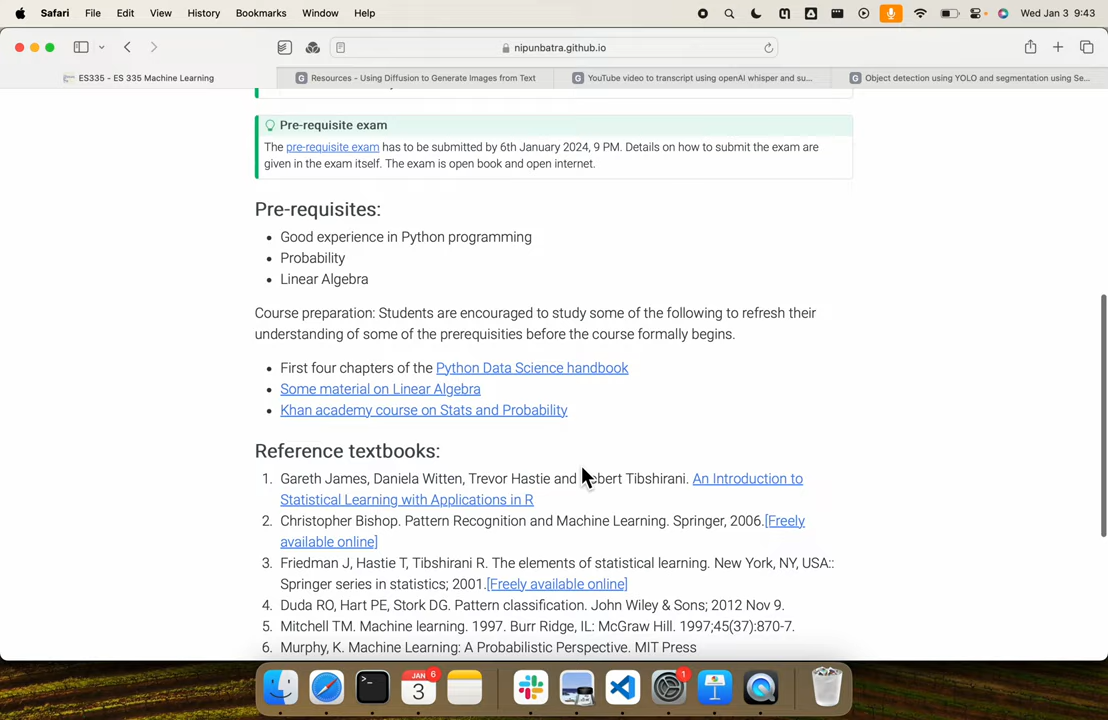 Safari File Edit View History Bookmarks Window Help Wed Jan 3 9:43
nipunbatra.github.io
ES335 - ES 335 Machine Learning
G Resources - Using Diffusion to Generate Images from Text
G YouTube video to transcript using openAI whisper and su...
G Object detection using YOLO and segmentation using Se...
Pre-requisite exam
The pre-requisite exam has to be submitted by 6th January 2024, 9 PM. Details on how to submit the exam are
given in the exam itself. The exam is open book and open internet.
Pre-requisites:
• Good experience in Python programming
• Probability
• Linear Algebra
Course preparation: Students are encouraged to study some of the following to refresh their
understanding of some of the prerequisities before the course formally begins.
• First four chapters of the Python Data Science handbook
• Some material on Linear Algebra
• Khan academy course on Stats and Probability
Reference textbooks:
1. Gareth James, Daniela Witten, Trevor Hastie and Tibshirani. An Introduction to
Statistical Learning with Applications in R
2. Christopher Bishop. Pattern Recognition and Machine Learning. Springer, 2006.[Freely
available online]
3. Friedman J, Hastie T, Tibshirani R. The elements of statistical learning. New York, NY, USA::
Springer series in statistics; 2001.[Freely available online]
4. Duda RO, Hart PE, Stork DG. Pattern classification. John Wiley & Sons; 2012 Nov 9.
5. Mitchell TM. Machine learning. 1997. Burr Ridge, IL: McGraw Hill. 1997;45(37):870-7.
6. Murphy, K. Machine Learning: A Probabilistic Perspective. MIT Press
JAN 6
3
1